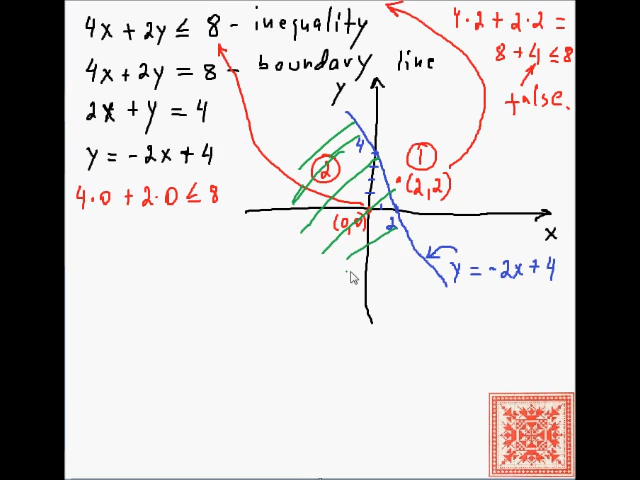 4x + 2y ≤ 8 - inequality
4x + 2y = 8 - boundary line
2x + y = 4
y = -2x + 4
4·0 + 2·0 ≤ 8
4·2 + 2·2 =
8 + 4 ≤ 8
false.
y
4
2
1
(2,2)
(0,0)
2
x
y = -2x + 4